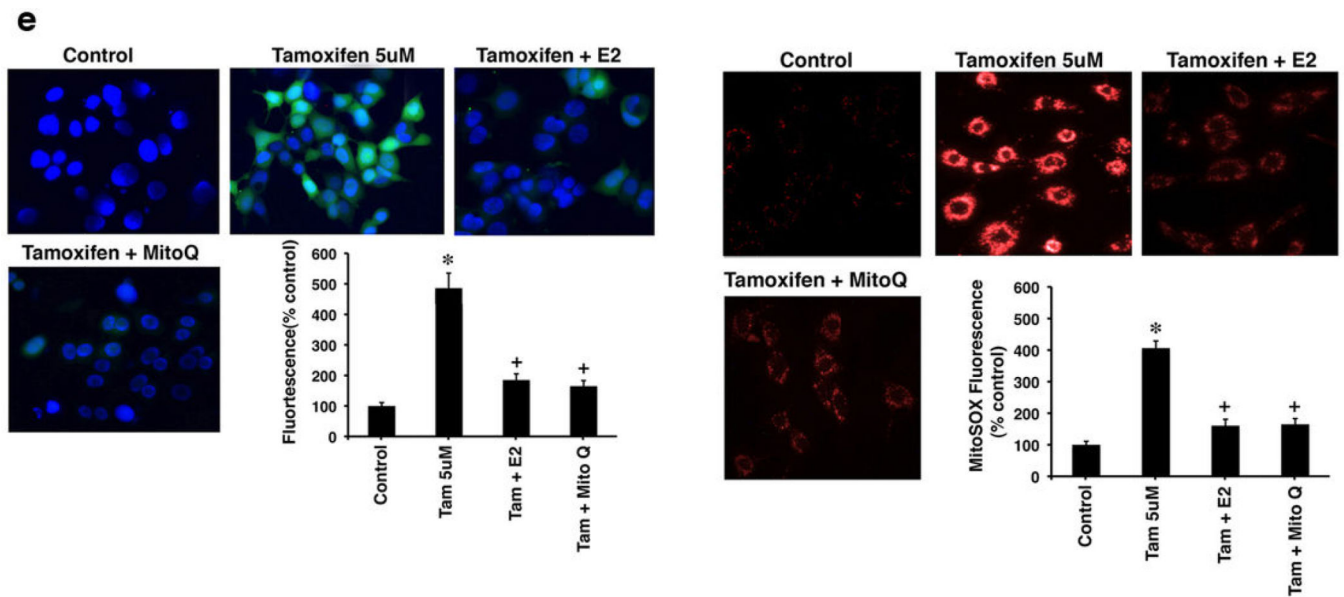 e
Control
Tamoxifen 5uM
Tamoxifen + E2
Tamoxifen + MitoQ
Fluortescence(% control)
600
500
400
300
200
100
0
*
+
+
Control
Tam 5uM
Tam + E2
Tam + Mito Q
Control
Tamoxifen 5uM
Tamoxifen + E2
Tamoxifen + MitoQ
MitoSOX Fluorescence
(% control)
600
500
400
300
200
100
0
*
+
+
Control
Tam 5uM
Tam + E2
Tam + Mito Q